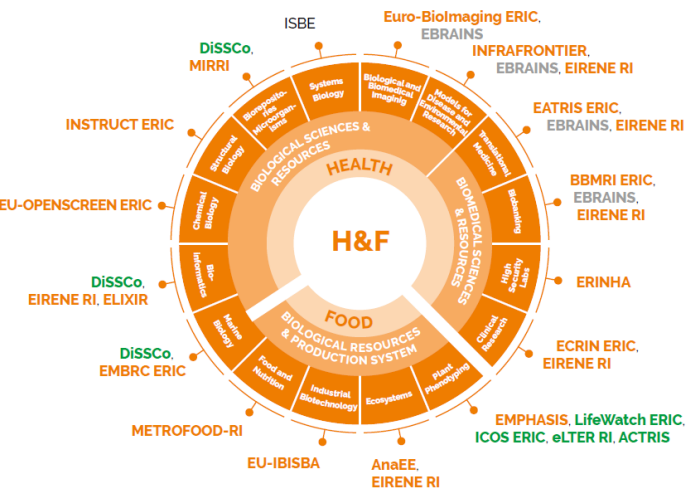 ISBE
Euro-BioImaging ERIC,
EBRAINS
INFRAFRONTIER,
EBRAINS, EIRENE RI
EATRIS ERIC,
EBRAINS, EIRENE RI
BBMRI ERIC,
EBRAINS,
EIRENE RI
ERINHA
ECRIN ERIC,
EIRENE RI
EMPHASIS, LifeWatch ERIC,
ICOS ERIC, eLTER RI, ACTRIS
AnaEE,
EIRENE RI
EU-IBISBA
METROFOOD-RI
DiSSCo,
EMBRC ERIC
DiSSCo,
EIRENE RI, ELIXIR
EU-OPENSCREEN ERIC
INSTRUCT ERIC
DiSSCo,
MIRRI
Systems
Biology
Biological and
Biomedical
Imaginig
Models for
Disease and
Environmental
Research
Translational
Medicine
Biobanking
High
Security
Labs
Clinical
Research
Plant
Phenotyping
Ecosystems
Industrial
Biotechnology
Food and
Nutrition
Marine
Biology
Bio-
Informatics
Chemical
Biology
Structural
Biology
Bioreposito-
ries
Microorgan-
isms
BIOLOGICAL SCIENCES &
RESOURCES
BIOMEDICAL SCIENCES
& RESOURCES
BIOLOGICAL RESOURCES
& PRODUCTION SYSTEM
HEALTH
H&F
FOOD